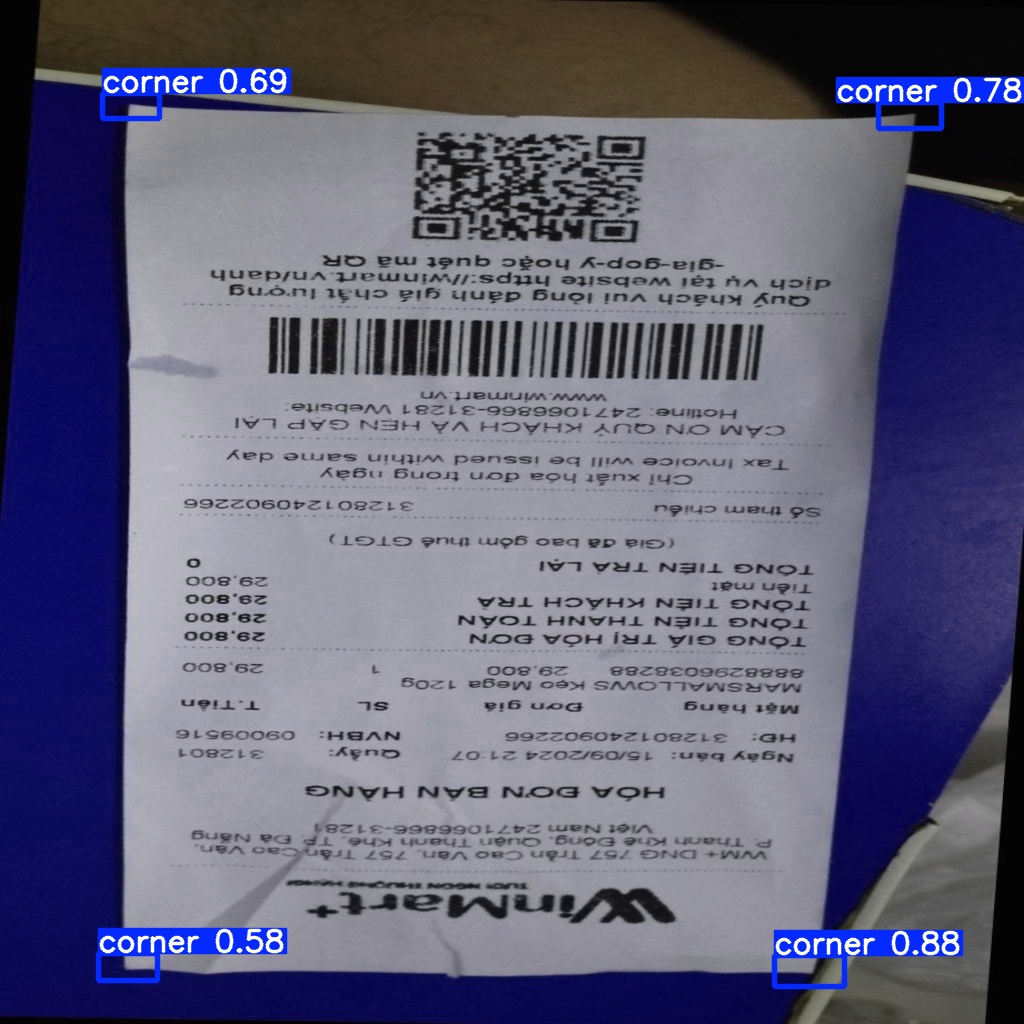 corner 0.69
corner 0.78
WinMart+
TƯƠI NGON THƯỢNG HẠNG
WM+ DNG 757 Trần Cao Vân, 757 Trần Cao Vân,
P. Thanh Khê Đông, Quận Thanh Khê, TP. Đà Nẵng
Việt Nam 2471066866-31281
HÓA ĐƠN BÁN HÀNG
Ngày bán: 15/09/2024 21:07 Quầy: 312801
HĐ: 312801240902266 NVBH: 09009516
Mặt hàng Đơn giá SL T.Tiền
MARSMALLOWS Kẹo Mega 120g
8888296038288 29,800 1 29,800
TỔNG GIÁ TRỊ HÓA ĐƠN 29,800
TỔNG TIỀN THANH TOÁN 29,800
TỔNG TIỀN KHÁCH TRẢ 29,800
Tiền mặt 29,800
TỔNG TIỀN TRẢ LẠI 0
(Giá đã bao gồm thuế GTGT)
Số tham chiếu 312801240902266
Chỉ xuất hóa đơn trong ngày
Tax Invoice will be issued within same day
CẢM ƠN QUÝ KHÁCH VÀ HẸN GẶP LẠI
Hotline: 2471066866-31281 Website:
www.winmart.vn
Quý khách vui lòng đánh giá chất lượng
dịch vụ tại website https://winmart.vn/danh
-gia-gop-y hoặc quét mã QR
corner 0.58
corner 0.88